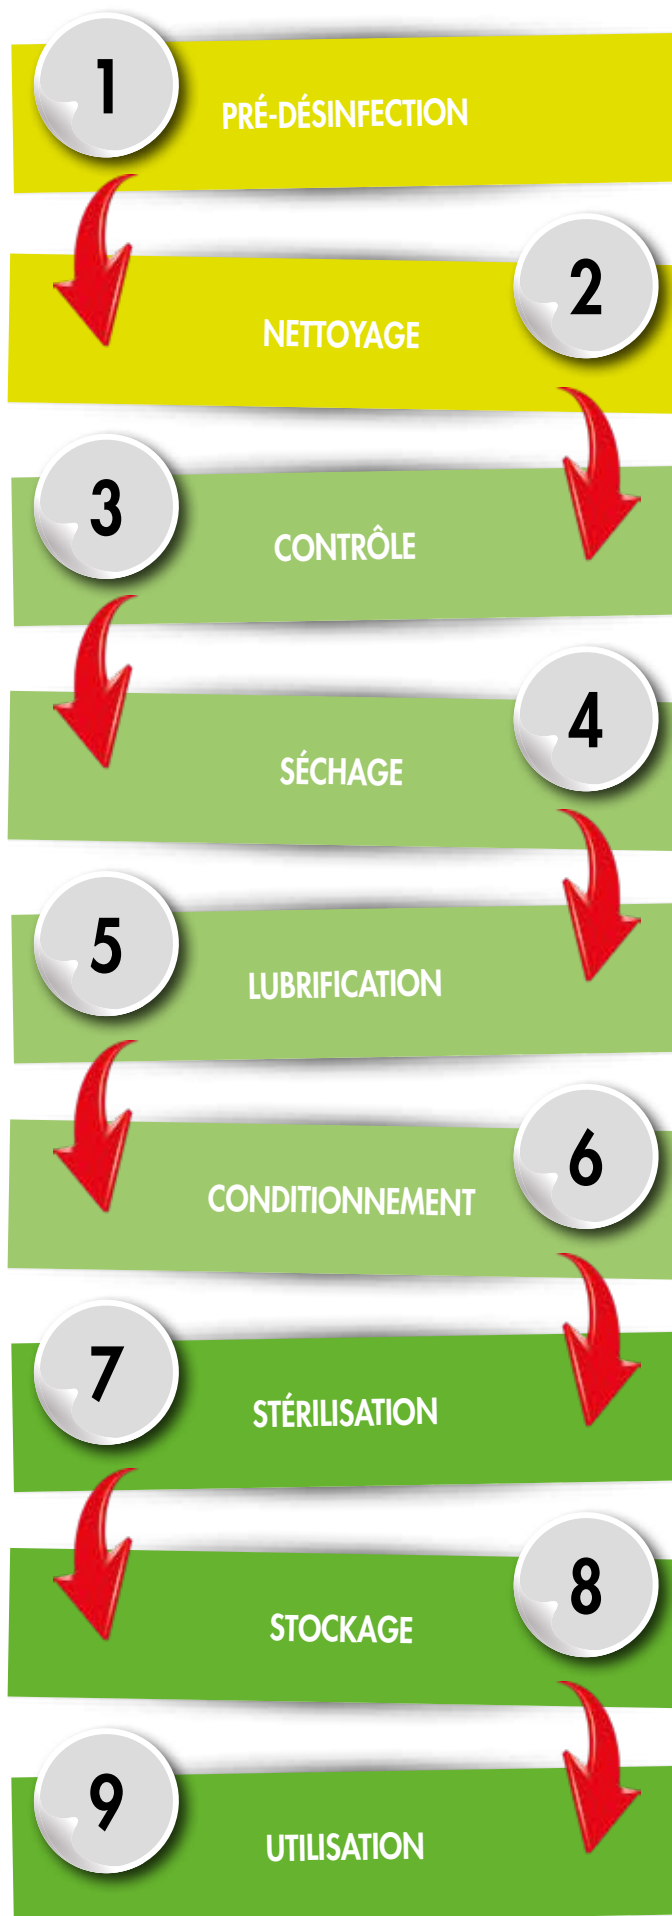 1
PRÉ-DÉSINFECTION
2
NETTOYAGE
3
CONTRÔLE
4
SÉCHAGE
5
LUBRIFICATION
6
CONDITIONNEMENT
7
STÉRILISATION
8
STOCKAGE
9
UTILISATION